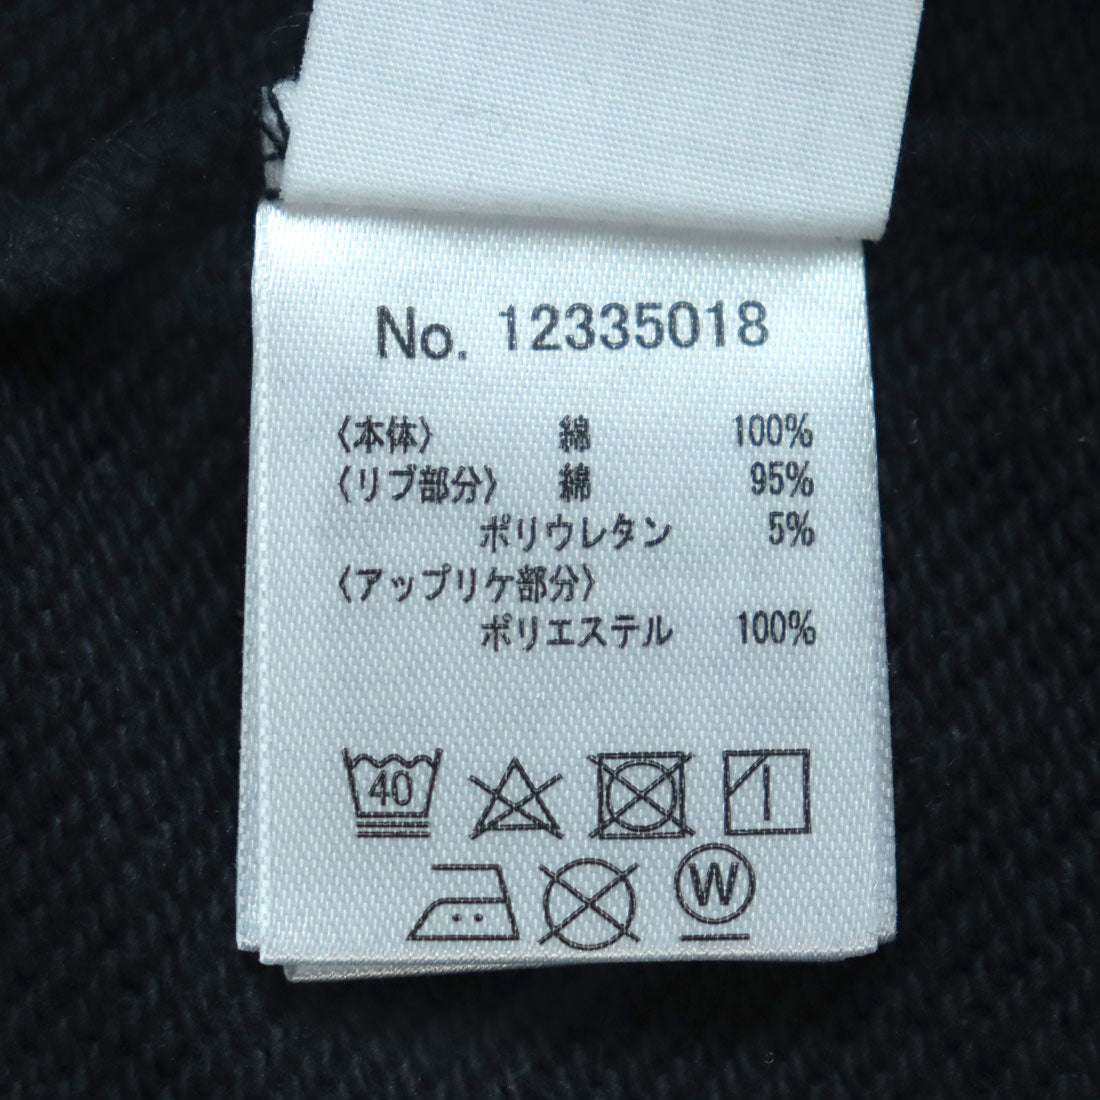 No. 12335018
〈本体〉 綿 100%
〈リブ部分〉 綿 95%
ポリウレタン 5%
〈アップリケ部分〉
ポリエステル 100%
40
W